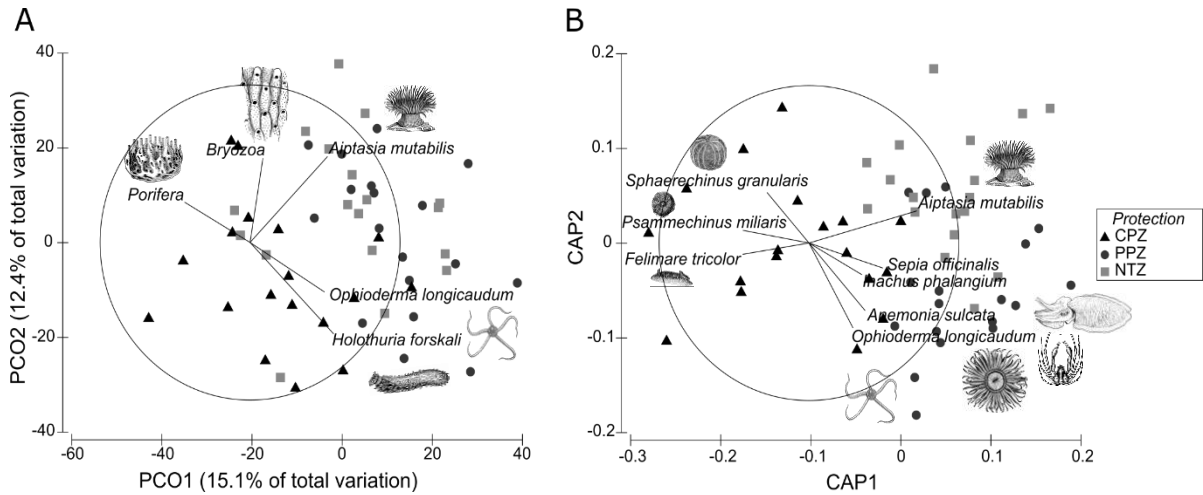 A
PCO2 (12.4% of total variation)
40
20
0
-20
-40
-60
-40
-20
0
20
40
PCO1 (15.1% of total variation)
Bryozoa
Aiptasia mutabilis
Porifera
Ophioderma longicaudum
Holothuria forskali
B
CAP2
0.2
0.1
0
-0.1
-0.2
-0.3
-0.2
-0.1
0
0.1
0.2
CAP1
Sphaerechinus granularis
Aiptasia mutabilis
Psammechinus miliaris
Felimare tricolor
Sepia officinalis
Inachus phalangium
Anemonia sulcata
Ophioderma longicaudum
Protection
CPZ
PPZ
NTZ